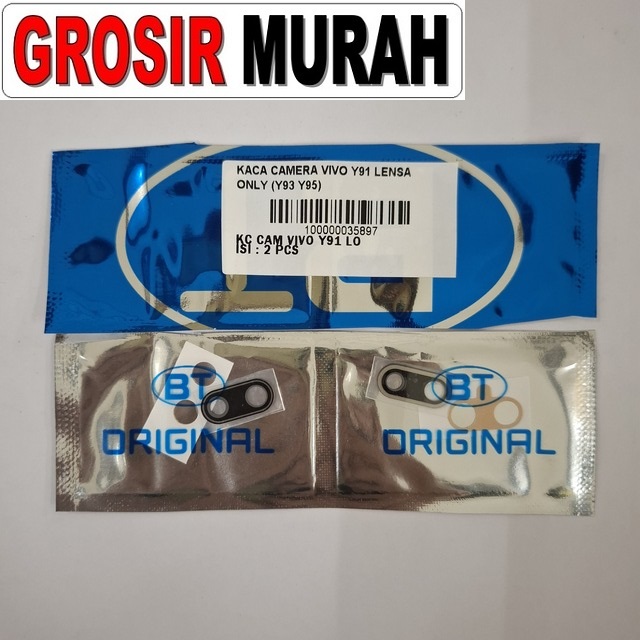 GROSIR MURAH
KACA CAMERA VIVO Y91 LENSA
ONLY (Y93 Y95)
100000035897
KC CAM VIVO Y91 LO
ISI : 2 PCS
BT
ORIGINAL
BT
ORIGINAL